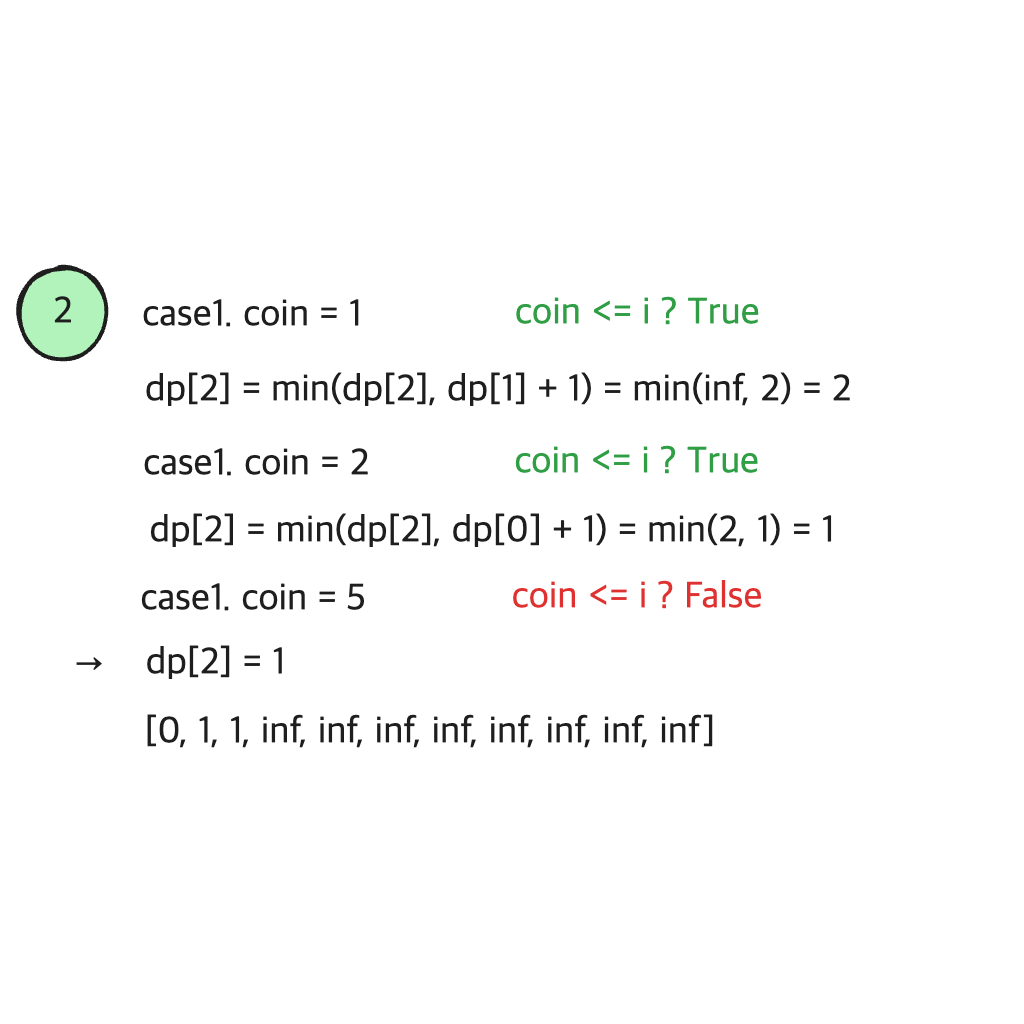 2
case1. coin = 1 coin <= i ? True
dp[2] = min(dp[2], dp[1] + 1) = min(inf, 2) = 2
case1. coin = 2 coin <= i ? True
dp[2] = min(dp[2], dp[0] + 1) = min(2, 1) = 1
case1. coin = 5 coin <= i ? False
→ dp[2] = 1
[0, 1, 1, inf, inf, inf, inf, inf, inf, inf, inf]